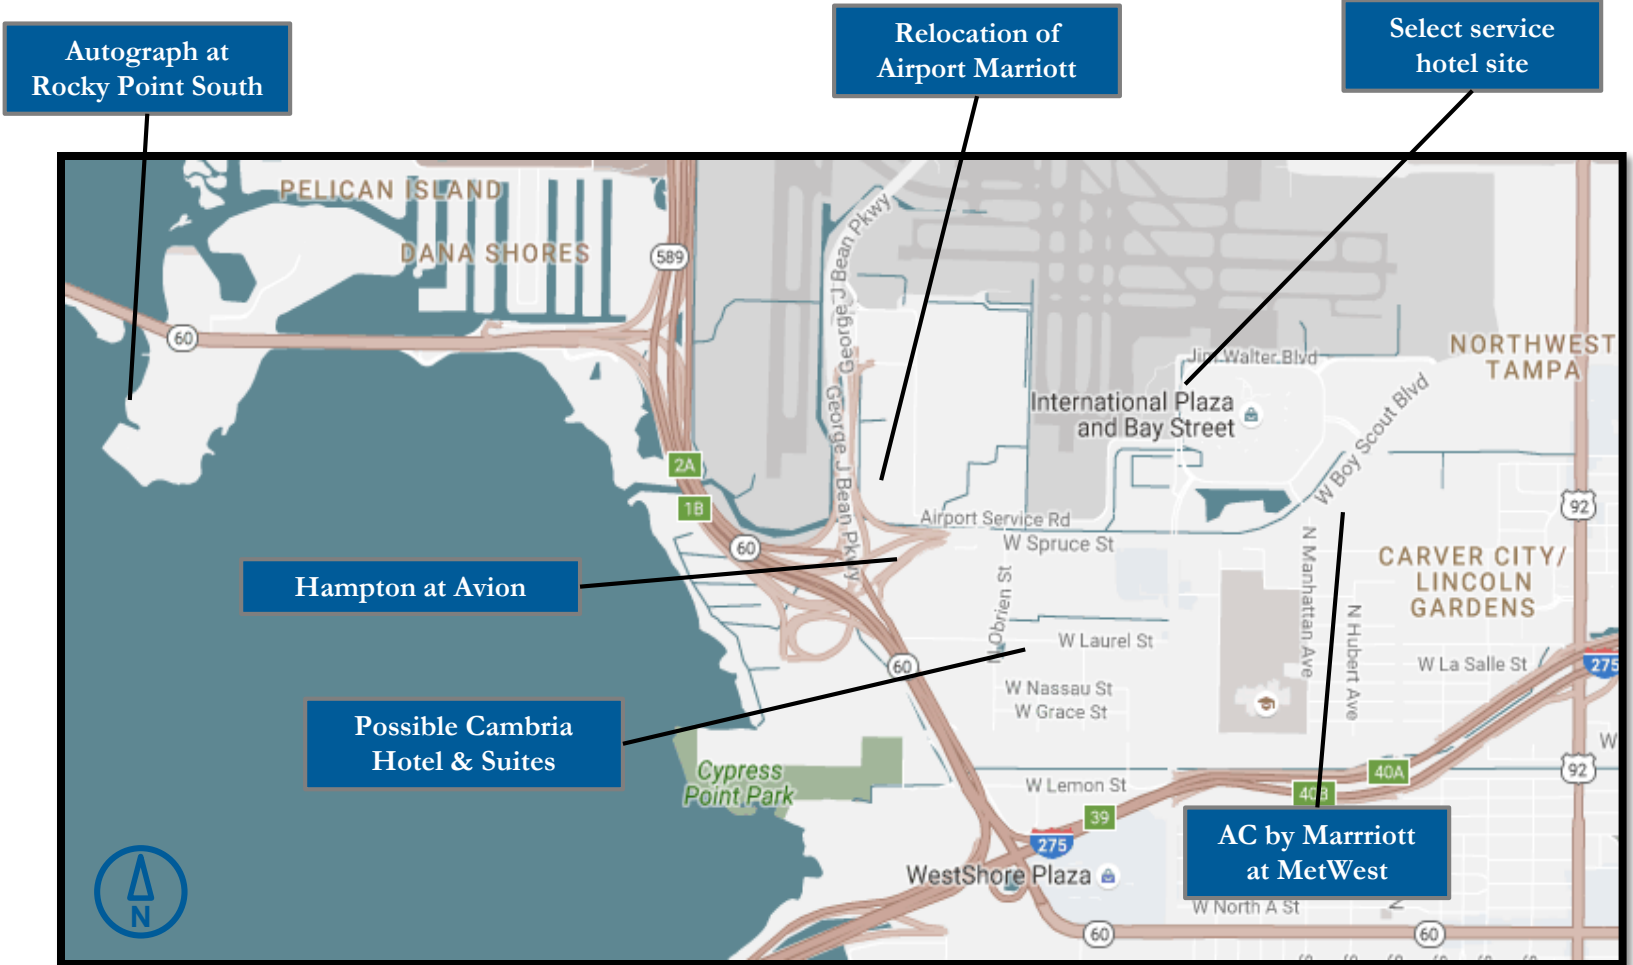 Autograph at
Rocky Point South
Relocation of
Airport Marriott
Select service
hotel site
PELICAN ISLAND
DANA SHORES
589
60
George J Bean Pkwy
George J Bean Pkwy
Jim Walter Blvd
NORTHWEST
TAMPA
International Plaza
and Bay Street
W Boy Scout Blvd
2A
1B
92
Airport Service Rd
W Spruce St
60
Hampton at Avion
CARVER CITY/
LINCOLN
GARDENS
N Obrien St
N Manhattan Ave
N Hubert Ave
W Laurel St
60
W La Salle St
275
W Nassau St
W Grace St
Possible Cambria
Hotel & Suites
Cypress
Point Park
W
92
W Lemon St
40A
40B
39
275
AC by Marrriott
at MetWest
WestShore Plaza
W North A St
60
60
N